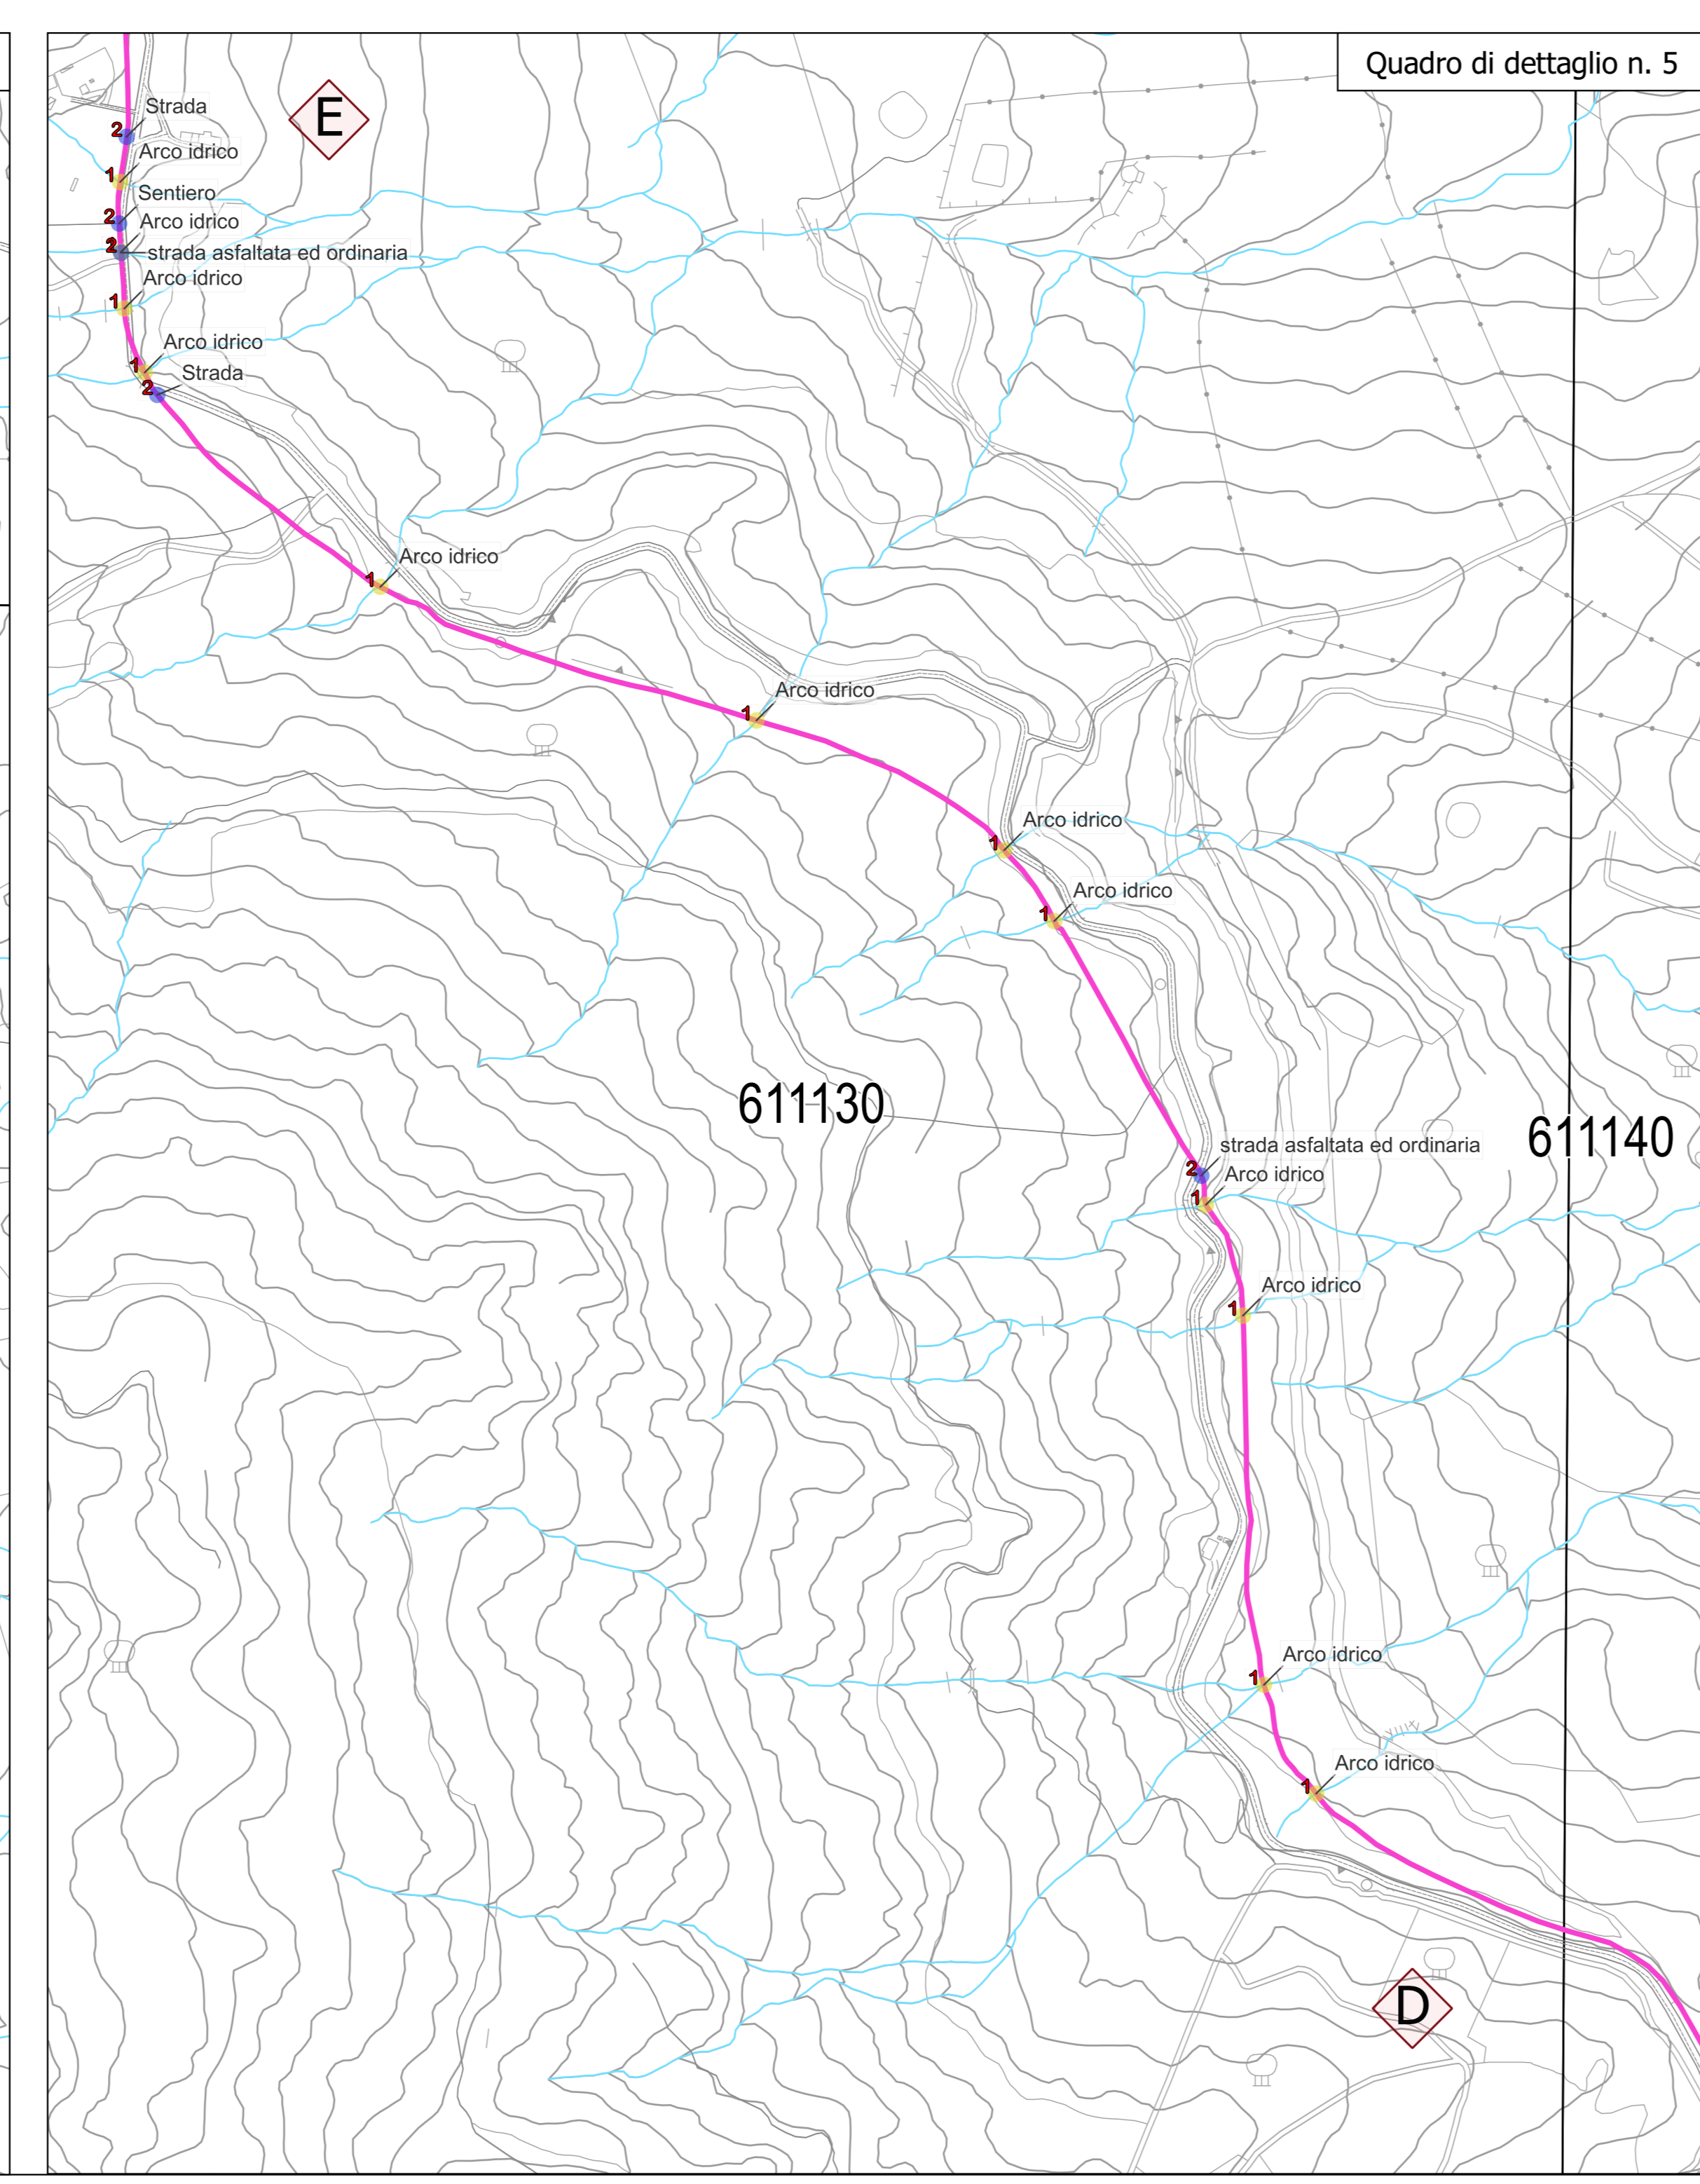 Quadro di dettaglio n. 5
E
Strada
2
Arco idrico
1
Sentiero
2
Arco idrico
2
strada asfaltata ed ordinaria
Arco idrico
1
Arco idrico
1
Strada
2
Arco idrico
1
Arco idrico
1
Arco idrico
1
Arco idrico
1
611130
611140
strada asfaltata ed ordinaria
2
Arco idrico
1
Arco idrico
1
Arco idrico
1
Arco idrico
1
D